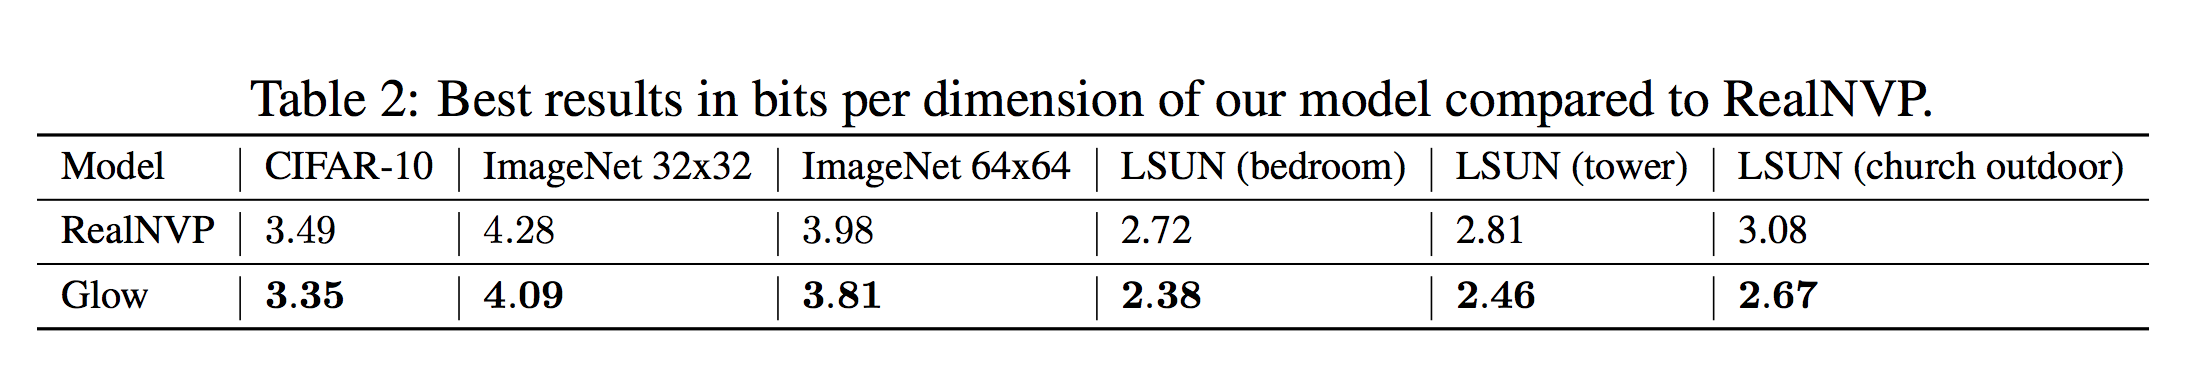 Table 2: Best results in bits per dimension of our model compared to RealNVP.
Model CIFAR-10 ImageNet 32x32 ImageNet 64x64 LSUN (bedroom) LSUN (tower) LSUN (church outdoor)
RealNVP 3.49 4.28 3.98 2.72 2.81 3.08
Glow 3.35 4.09 3.81 2.38 2.46 2.67